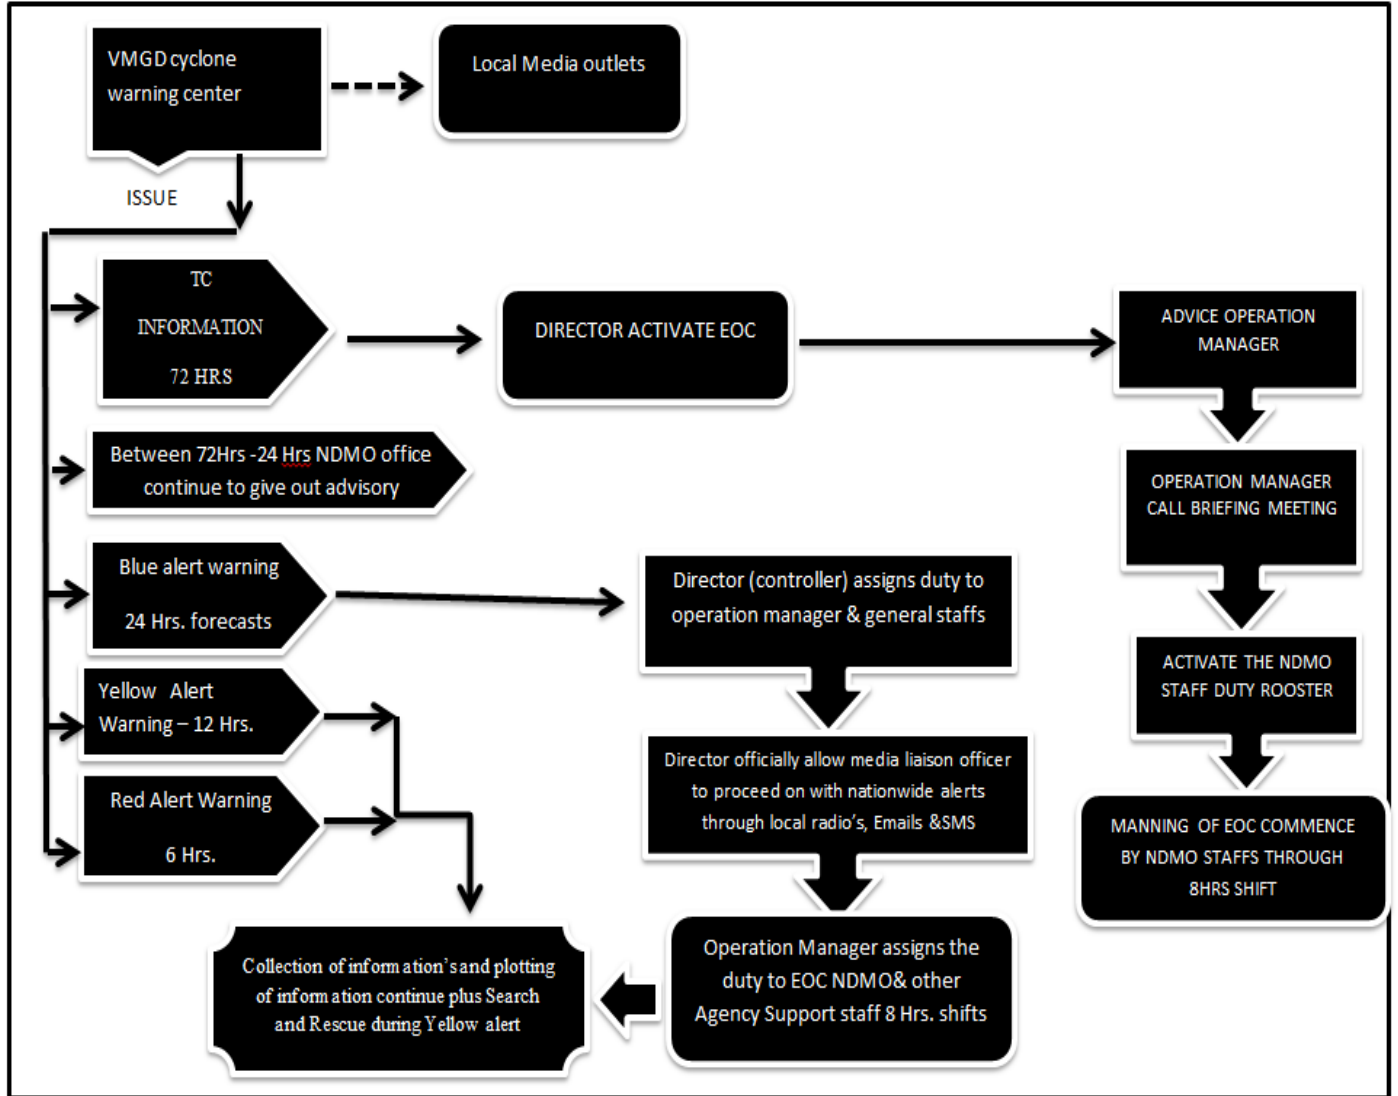 VMGD cyclone
warning center
Local Media outlets
ISSUE
TC
INFORMATION
72 HRS
DIRECTOR ACTIVATE EOC
ADVICE OPERATION
MANAGER
Between 72Hrs -24 Hrs NDMO office
continue to give out advisory
OPERATION MANAGER
CALL BRIEFING MEETING
Blue alert warning
24 Hrs. forecasts
Director (controller) assigns duty to
operation manager & general staffs
ACTIVATE THE NDMO
STAFF DUTY ROOSTER
Yellow Alert
Warning – 12 Hrs.
Director officially allow media liaison officer
to proceed on with nationwide alerts
through local radio's, Emails &SMS
Red Alert Warning
6 Hrs.
MANNING OF EOC COMMENCE
BY NDMO STAFFS THROUGH
8HRS SHIFT
Collection of information's and plotting
of information continue plus Search
and Rescue during Yellow alert
Operation Manager assigns the
duty to EOC NDMO& other
Agency Support staff 8 Hrs. shifts